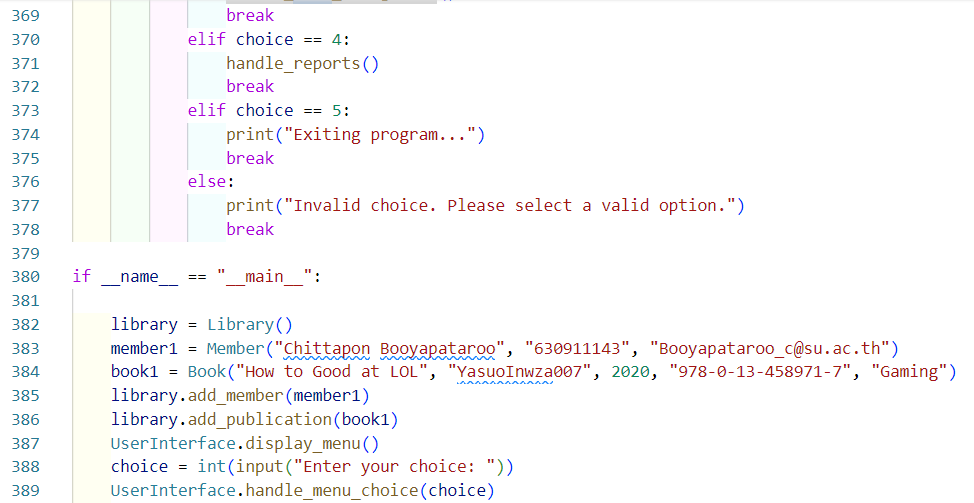 369 break
370 elif choice == 4:
371 handle_reports()
372 break
373 elif choice == 5:
374 print("Exiting program...")
375 break
376 else:
377 print("Invalid choice. Please select a valid option.")
378 break
379
380 if __name__ == "__main__":
381
382 library = Library()
383 member1 = Member("Chittapon Booyapataroo", "630911143", "Booyapataroo_c@su.ac.th")
384 book1 = Book("How to Good at LOL", "YasuoInwza007", 2020, "978-0-13-458971-7", "Gaming")
385 library.add_member(member1)
386 library.add_publication(book1)
387 UserInterface.display_menu()
388 choice = int(input("Enter your choice: "))
389 UserInterface.handle_menu_choice(choice)